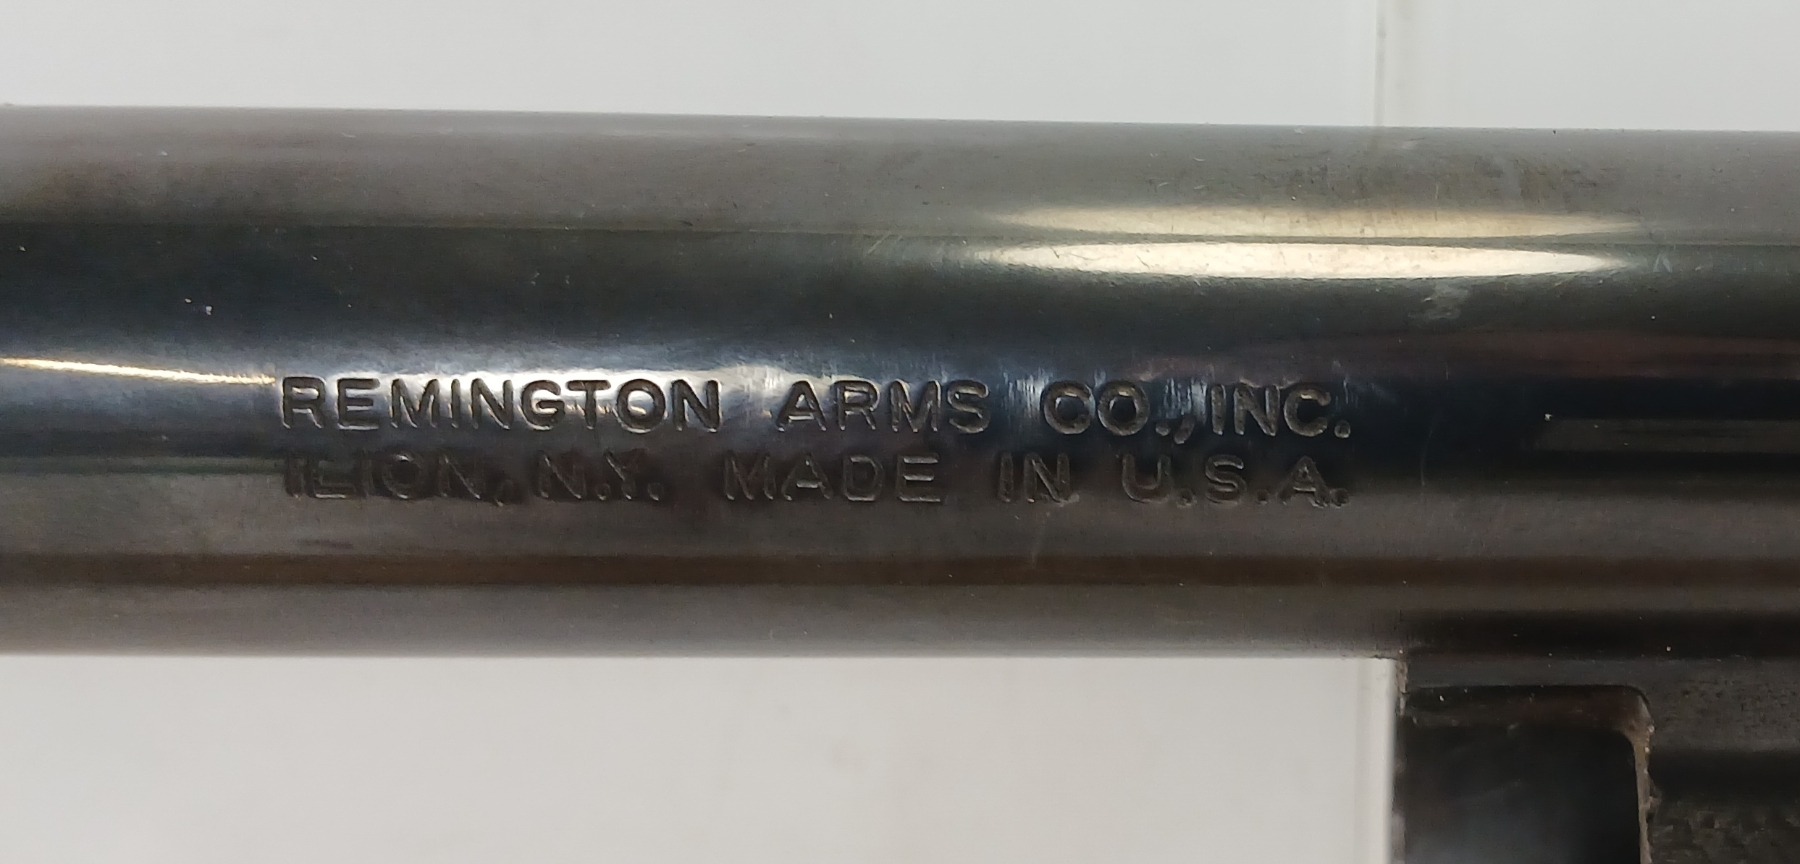 REMINGTON ARMS CO., INC.
ILION, N.Y. MADE IN U.S.A.